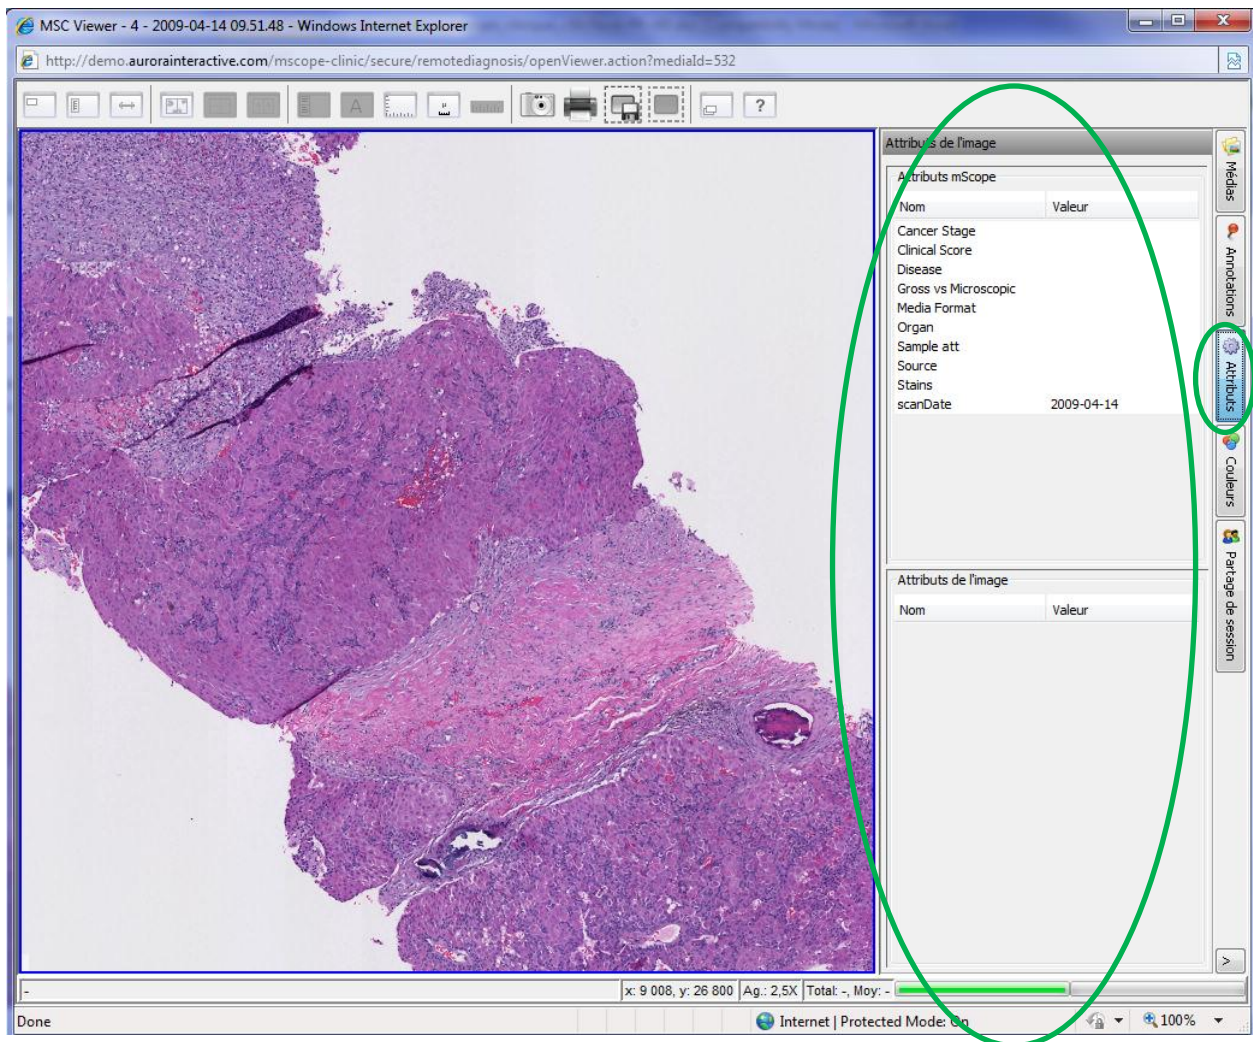 MSC Viewer - 4 - 2009-04-14 09.51.48 - Windows Internet Explorer
http://demo.aurorainteractive.com/mscope-clinic/secure/remotediagnosis/openViewer.action?mediaId=532
A
?
Attributs de l'image
Attributs mScope
Nom Valeur
Cancer Stage
Clinical Score
Disease
Gross vs Microscopic
Media Format
Organ
Sample att
Source
Stains
scanDate 2009-04-14
Attributs de l'image
Nom Valeur
Médias
Annotations
Attributs
Couleurs
Partage de session
>
- x: 9 008, y: 26 800 Ag.: 2,5X Total: -, Moy: -
Done Internet | Protected Mode: On 100%